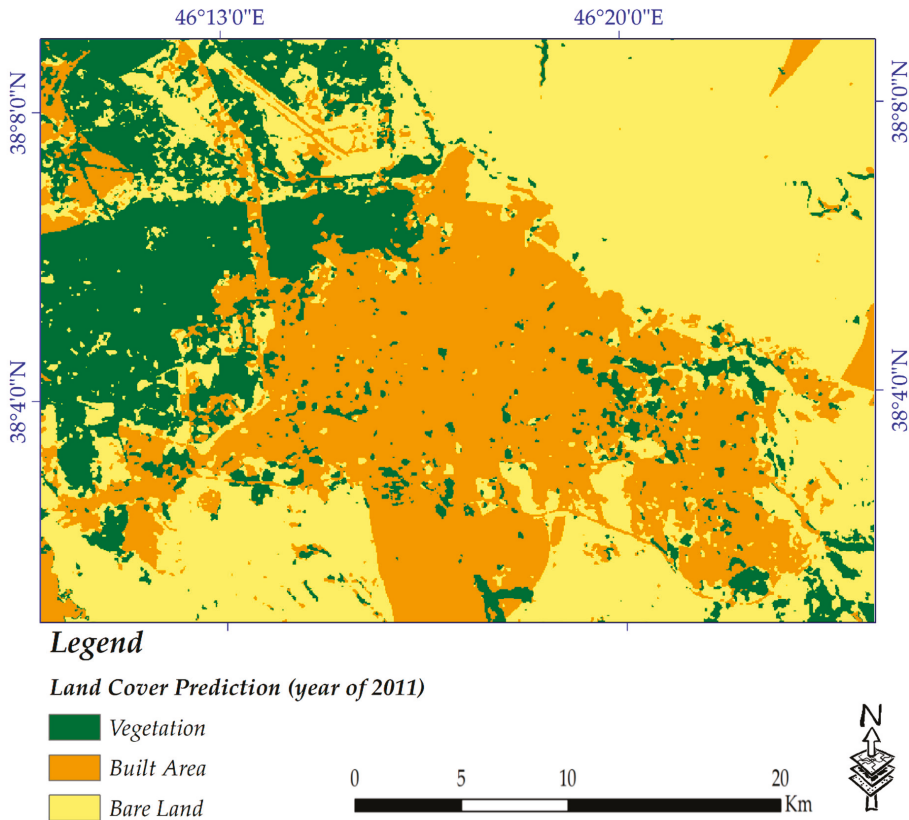 46°13'0"E 46°20'0"E
38°8'0"N 38°8'0"N
38°4'0"N 38°4'0"N
Legend
Land Cover Prediction (year of 2011)
Vegetation
Built Area
Bare Land
N
0 5 10 20
Km